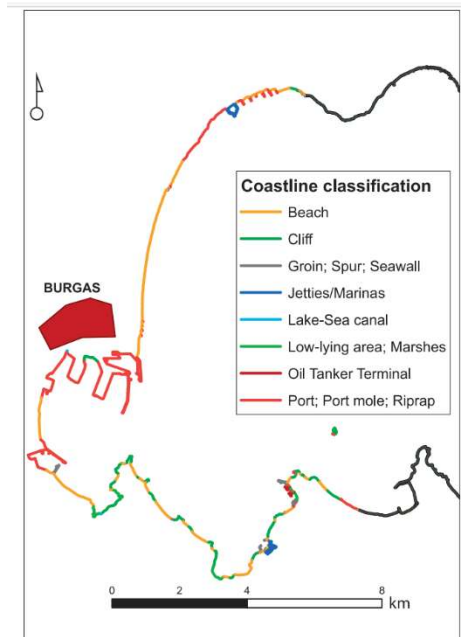 Coastline classification
Beach
Cliff
Groin; Spur; Seawall
Jetties/Marinas
Lake-Sea canal
Low-lying area; Marshes
Oil Tanker Terminal
Port; Port mole; Riprap
BURGAS
0 2 4 8
km